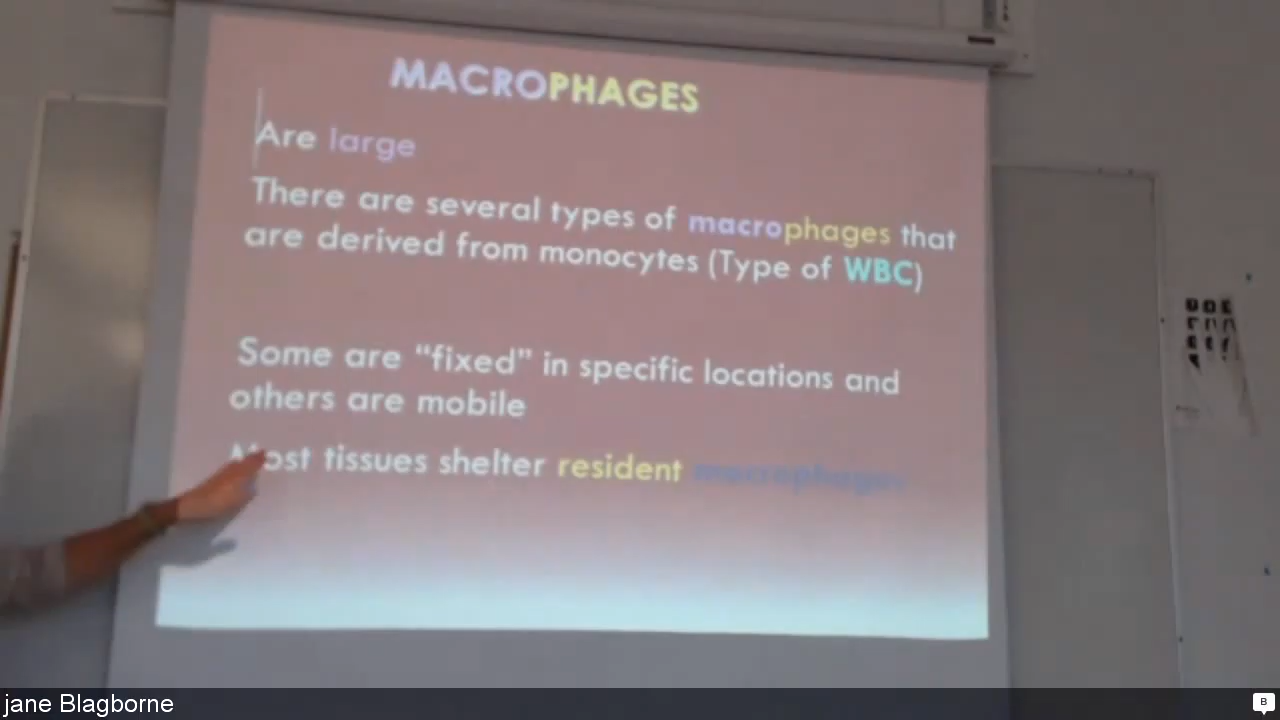 MACROPHAGES
Are large
There are several types of macrophages that
are derived from monocytes (Type of WBC)
Some are “fixed” in specific locations and
others are mobile
Most tissues shelter resident macrophages
jane Blagborne
B